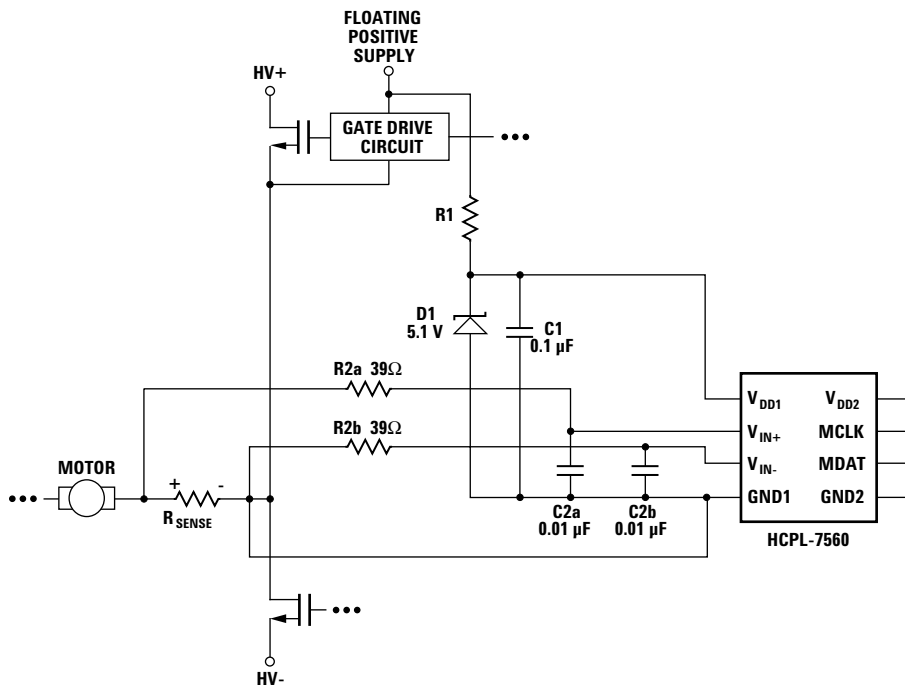 FLOATING
POSITIVE
SUPPLY
HV+
GATE DRIVE
CIRCUIT
•••
R1
D1
5.1 V
C1
0.1 µF
R2a 39Ω
R2b 39Ω
MOTOR
•••
+ -
R SENSE
C2a
0.01 µF
C2b
0.01 µF
VDD1 VDD2
VIN+ MCLK
VIN- MDAT
GND1 GND2
HCPL-7560
•••
HV-